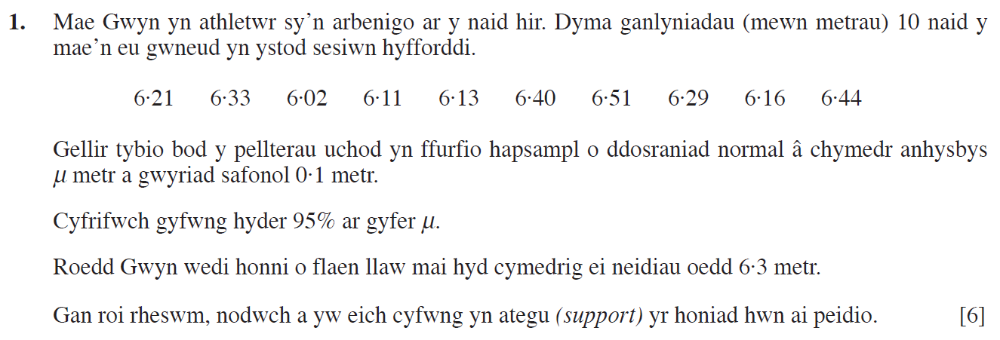 1. Mae Gwyn yn athletwr sy’n arbenigo ar y naid hir. Dyma ganlyniadau (mewn metrau) 10 naid y
mae’n eu gwneud yn ystod sesiwn hyfforddi.
6·21 6·33 6·02 6·11 6·13 6·40 6·51 6·29 6·16 6·44
Gellir tybio bod y pellterau uchod yn ffurfio hapsampl o ddosraniad normal â chymedr anhysbys
μ metr a gwyriad safonol 0·1 metr.
Cyfrifwch gyfwng hyder 95% ar gyfer μ.
Roedd Gwyn wedi honni o flaen llaw mai hyd cymedrig ei neidiau oedd 6·3 metr.
Gan roi rheswm, nodwch a yw eich cyfwng yn ategu (support) yr honiad hwn ai peidio. [6]